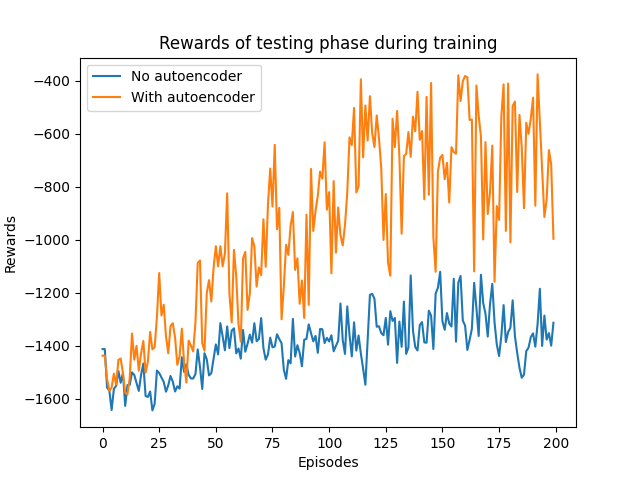 Rewards of testing phase during training
No autoencoder
With autoencoder
−400
−600
−800
−1000
−1200
−1400
−1600
Rewards
0 25 50 75 100 125 150 175 200
Episodes